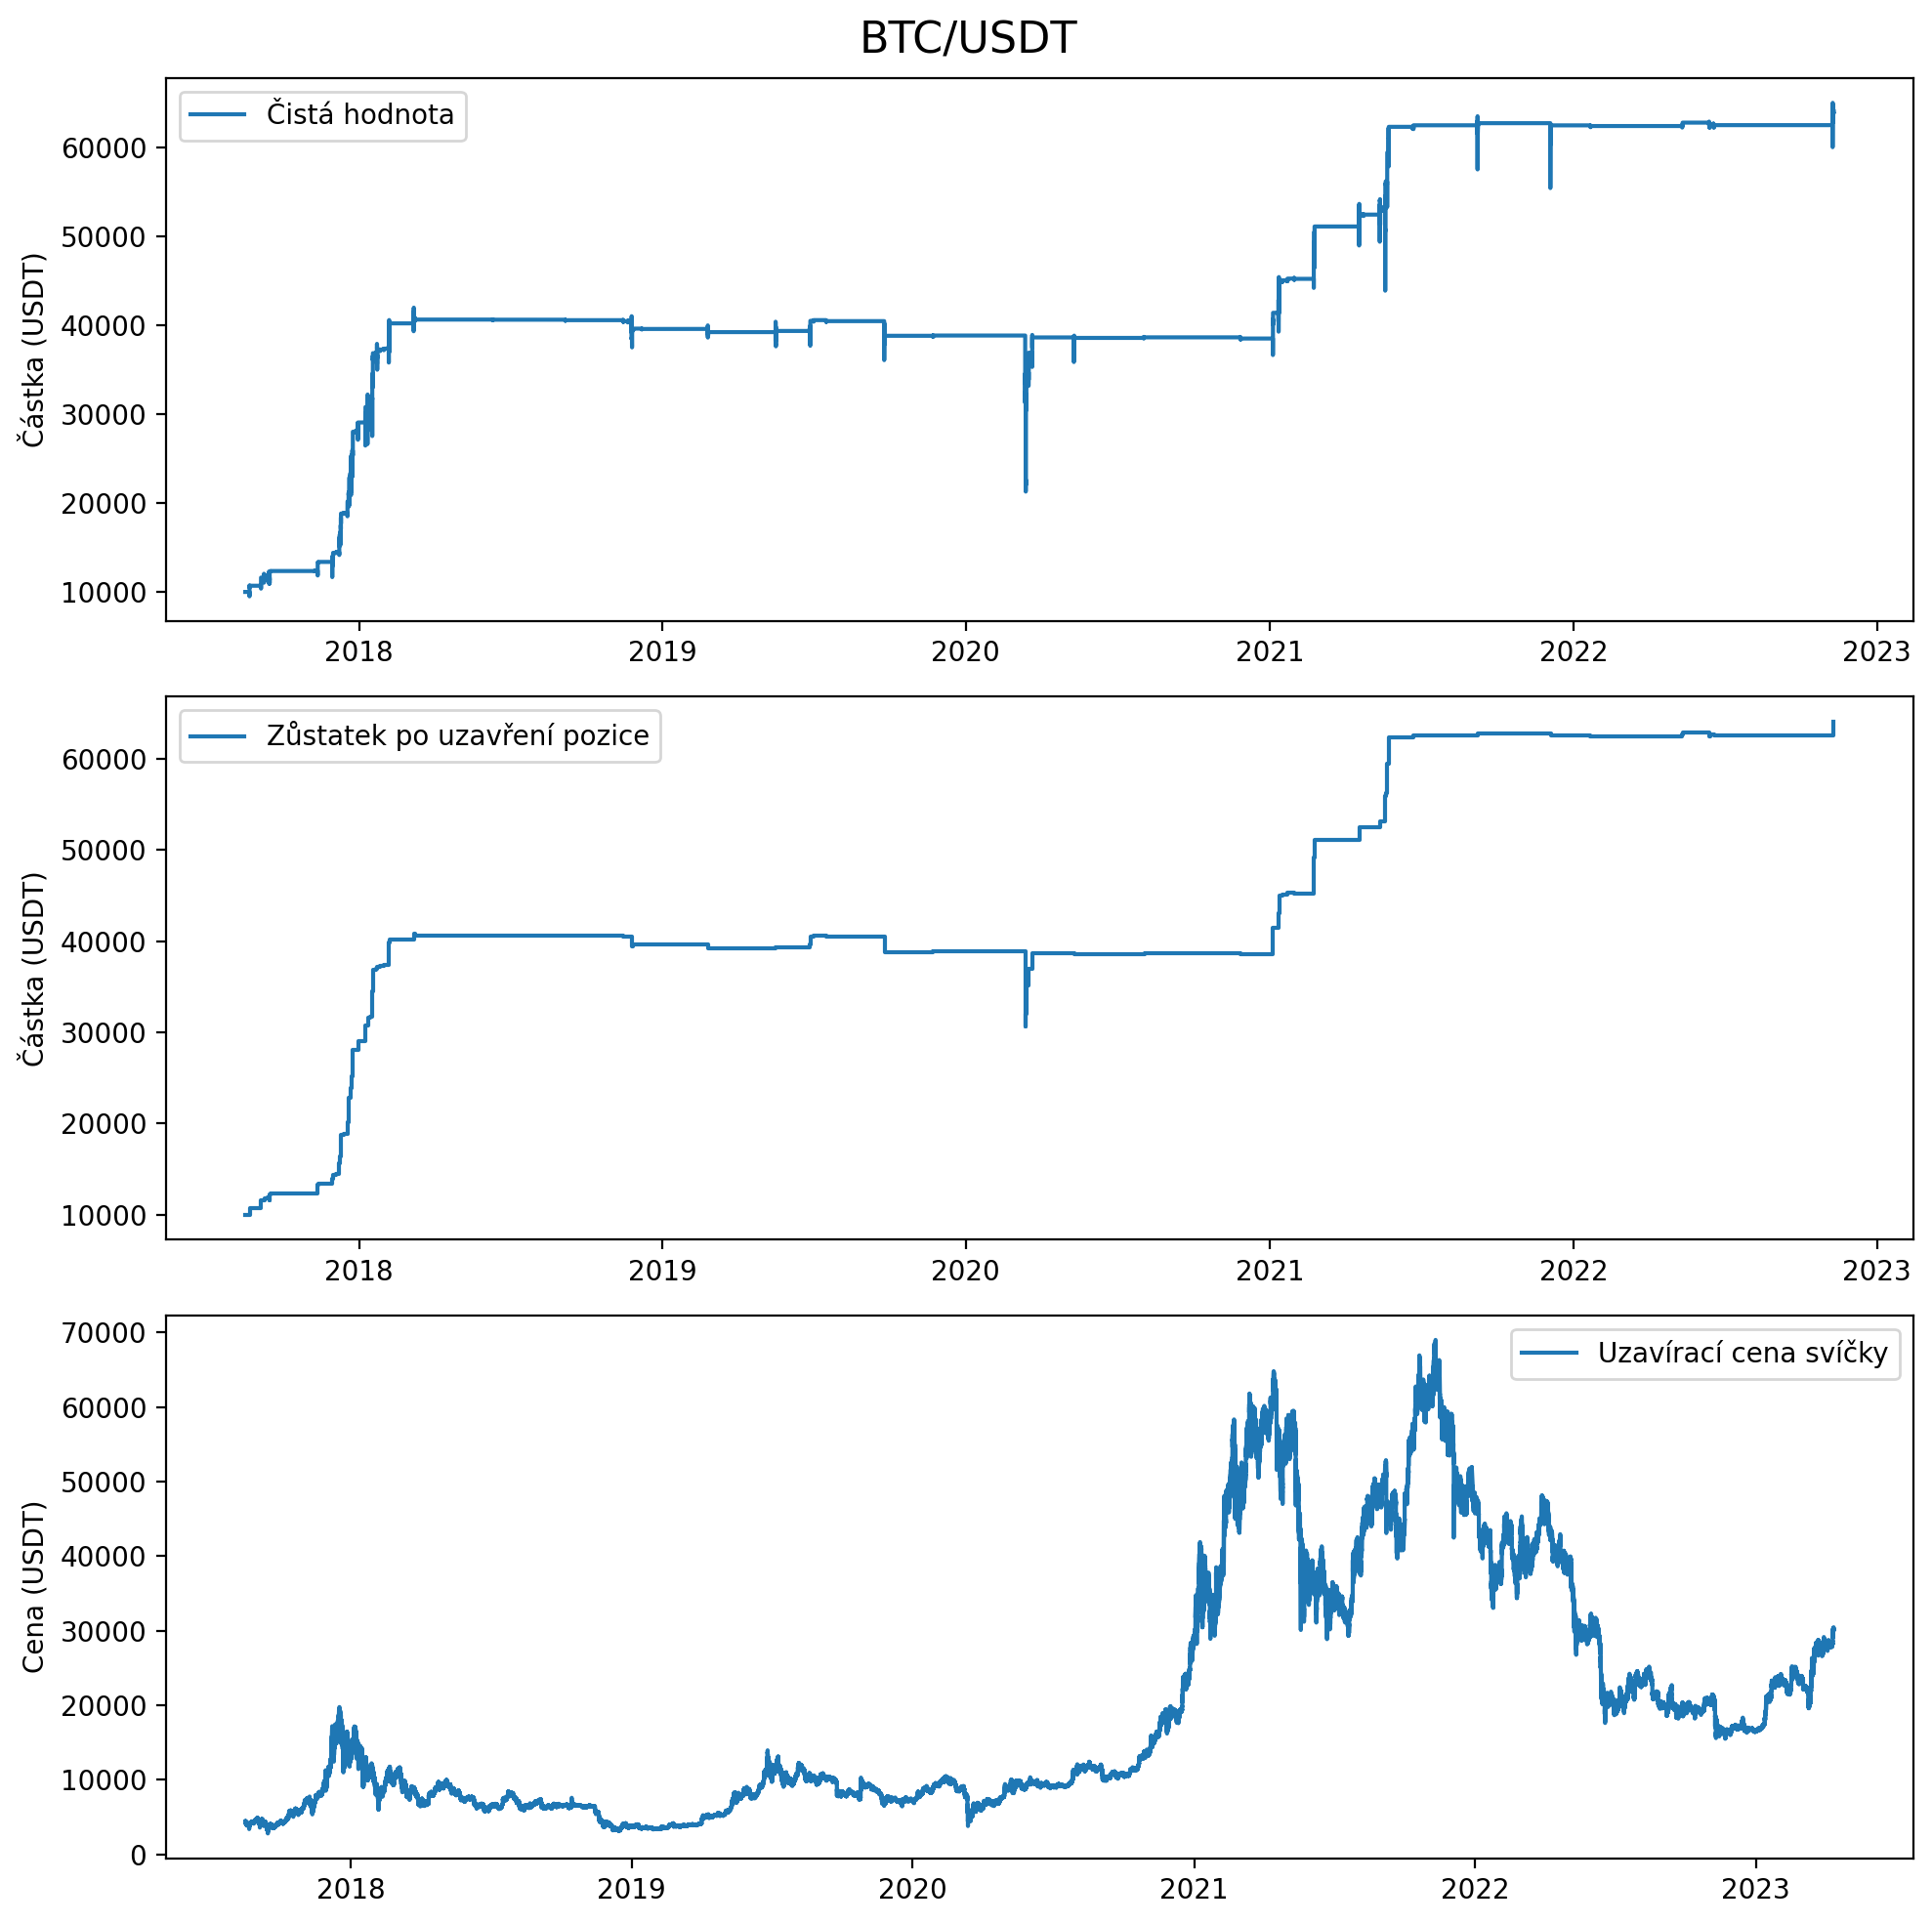 BTC/USDT
Čistá hodnota
Částka (USDT)
60000
50000
40000
30000
20000
10000
2018 2019 2020 2021 2022 2023
Zůstatek po uzavření pozice
Částka (USDT)
60000
50000
40000
30000
20000
10000
2018 2019 2020 2021 2022 2023
Uzavírací cena svíčky
Cena (USDT)
70000
60000
50000
40000
30000
20000
10000
0
2018 2019 2020 2021 2022 2023